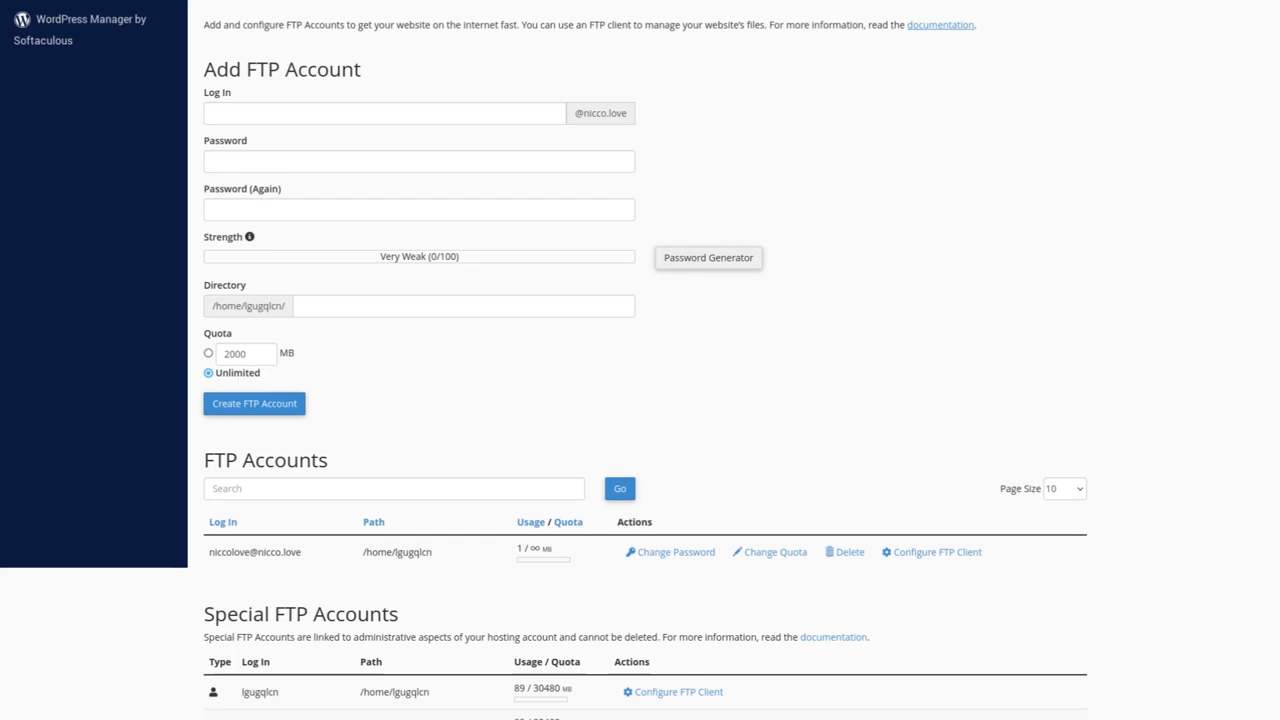 WordPress Manager by
Softaculous
Add and configure FTP Accounts to get your website on the internet fast. You can use an FTP client to manage your website's files. For more information, read the documentation.
Add FTP Account
Log In
@nicco.love
Password
Password (Again)
Strength
Very Weak (0/100)
Password Generator
Directory
/home/lgugqlcn/
Quota
2000 MB
Unlimited
Create FTP Account
FTP Accounts
Search Go Page Size 10
Log In Path Usage / Quota Actions
niccolove@nicco.love /home/lgugqlcn 1 / ∞ MB Change Password Change Quota Delete Configure FTP Client
Special FTP Accounts
Special FTP Accounts are linked to administrative aspects of your hosting account and cannot be deleted. For more information, read the documentation.
Type Log In Path Usage / Quota Actions
lgugqlcn /home/lgugqlcn 89 / 30480 MB Configure FTP Client